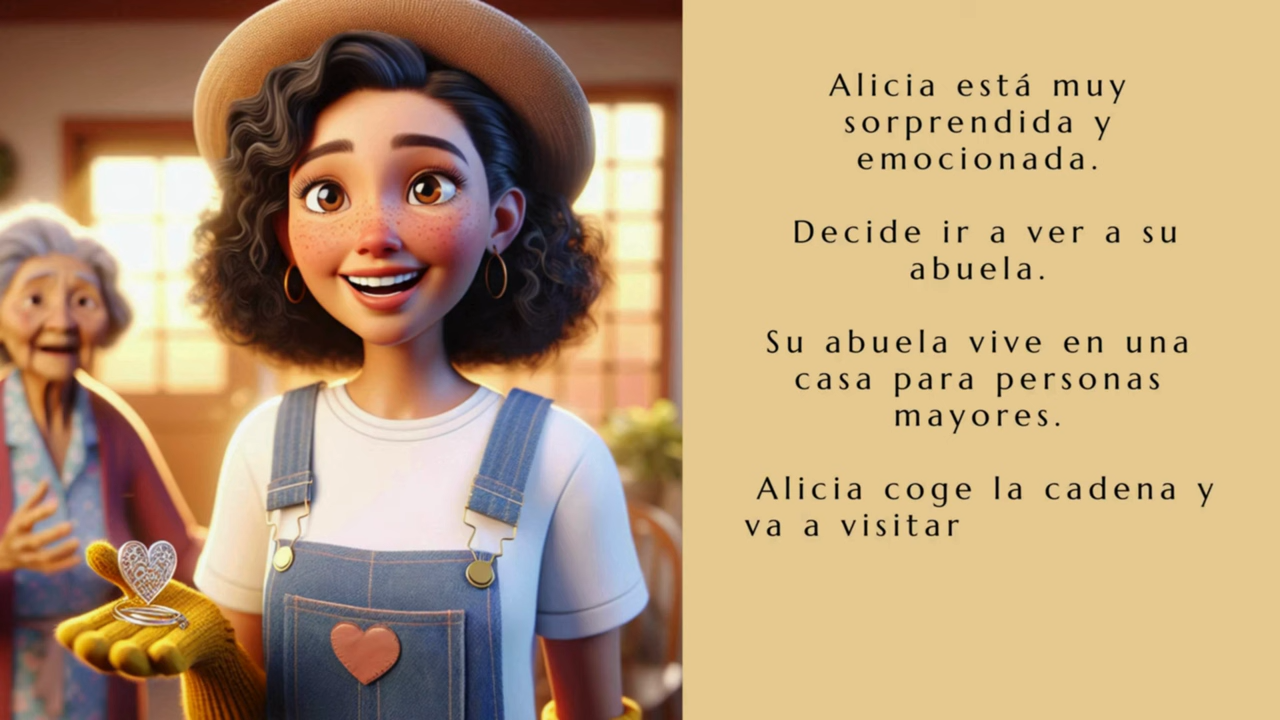 Alicia está muy
sorprendida y
emocionada.
Decide ir a ver a su
abuela.
Su abuela vive en una
casa para personas
mayores.
Alicia coge la cadena y
va a visitar